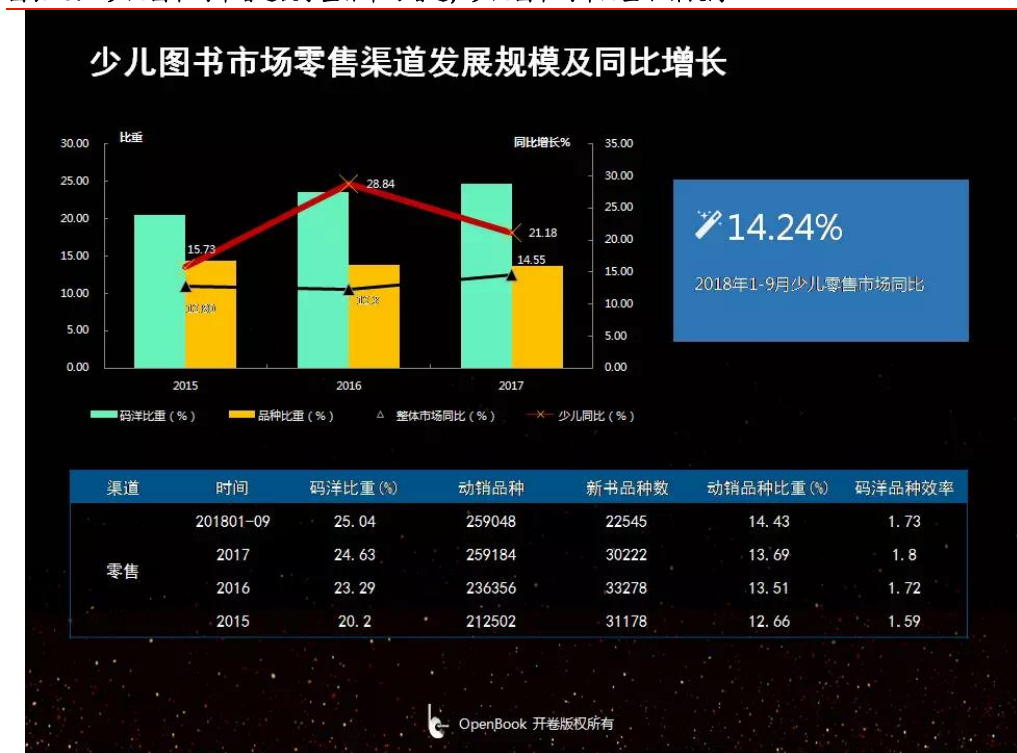 少儿图书市场零售渠道发展规模及同比增长
比重
同比增长%
30.00
25.00
20.00
15.00
10.00
5.00
0.00
35.00
30.00
25.00
20.00
15.00
10.00
5.00
0.00
15.73
28.84
21.18
14.55
2015
2016
2017
码洋比重（%）
品种比重（%）
整体市场同比（%）
少儿同比（%）
14.24%
2018年1-9月少儿零售市场同比
渠道 时间 码洋比重(%) 动销品种 新书品种数 动销品种比重(%) 码洋品种效率
零售
201801-09 25.04 259048 22545 14.43 1.73
2017 24.63 259184 30222 13.69 1.8
2016 23.29 236356 33278 13.51 1.72
2015 20.2 212502 31178 12.66 1.59
OpenBook 开卷版权所有